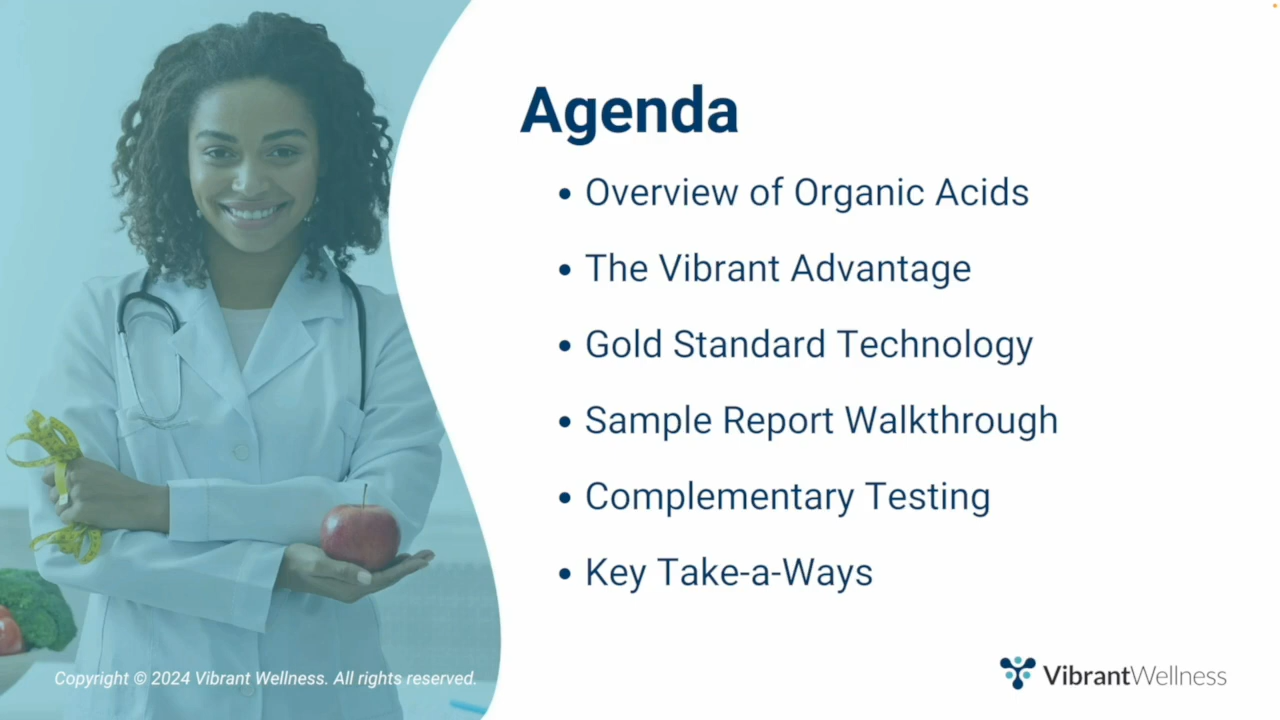 Agenda
• Overview of Organic Acids
• The Vibrant Advantage
• Gold Standard Technology
• Sample Report Walkthrough
• Complementary Testing
• Key Take-a-Ways
Copyright © 2024 Vibrant Wellness. All rights reserved.
VibrantWellness